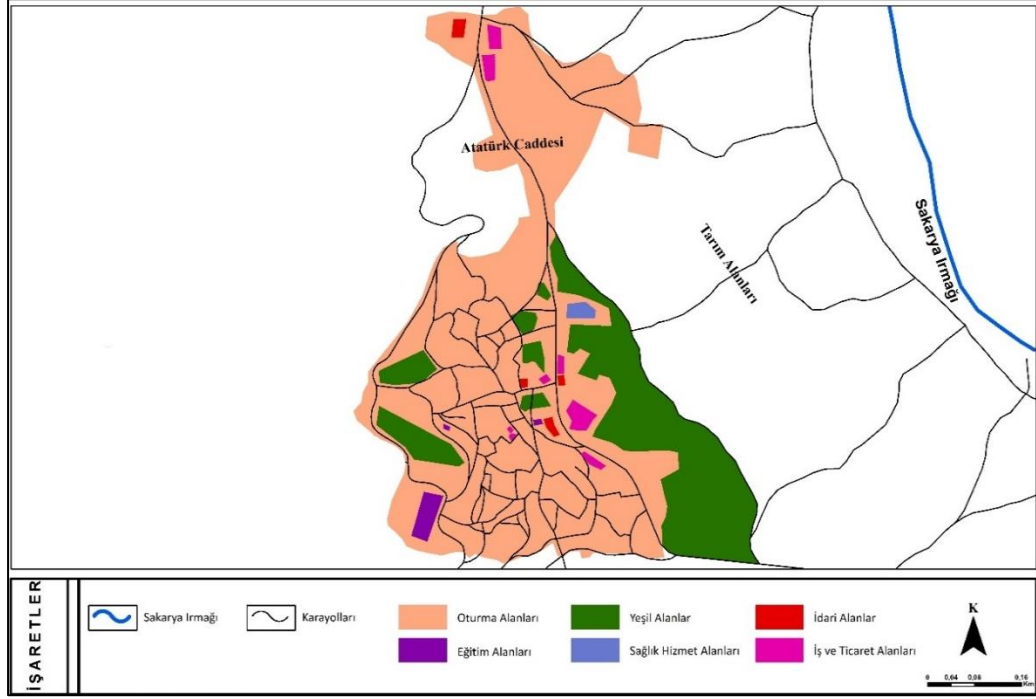 Atatürk Caddesi
Tarım Alanları
Sakarya Irmağı
İŞARETLER
Sakarya Irmağı
Karayolları
Oturma Alanları
Yeşil Alanlar
İdari Alanlar
Eğitim Alanları
Sağlık Hizmet Alanları
İş ve Ticaret Alanları
K
0 0,04 0,08 0,16
Km